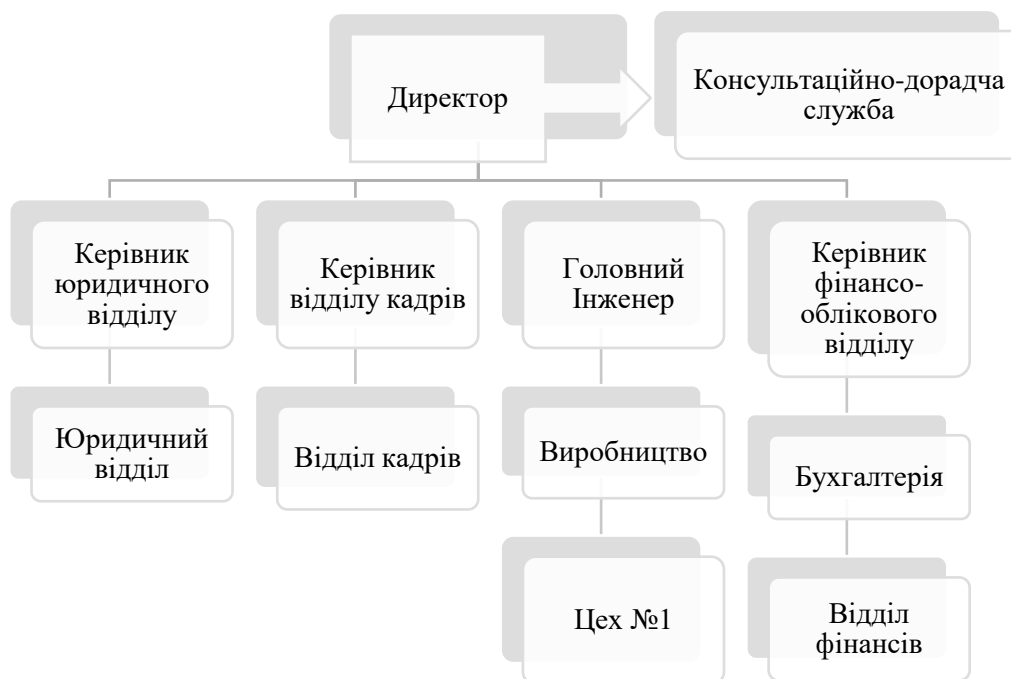 Директор
Консультаційно-дорадча
служба
Керівник
юридичного
відділу
Керівник
відділу кадрів
Головний
Інженер
Керівник
фінансо-
облікового
відділу
Юридичний
відділ
Відділ кадрів
Виробництво
Бухгалтерія
Цех №1
Відділ
фінансів